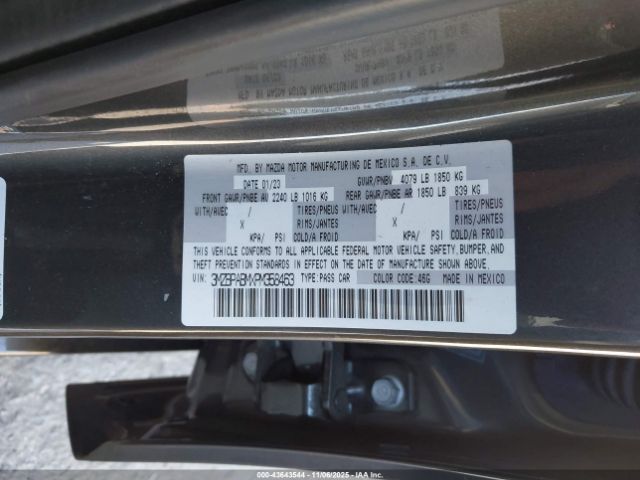 MFD. BY MAZDA MOTOR MANUFACTURING DE MEXICO S.A. DE C.V.
DATE 01/23 GVWR/PNBV 4079 LB 1850 KG
FRONT GAWR/PNBE AV 2240 LB 1016 KG REAR GAWR/PNBE AR 1850 LB 839 KG
WITH/AVEC / TIRES/PNEUS WITH/AVEC / TIRES/PNEUS
X RIMS/JANTES X RIMS/JANTES
KPA/ PSI COLD/A FROID KPA/ PSI COLD/A FROID
THIS VEHICLE CONFORMS TO ALL APPLICABLE FEDERAL MOTOR VEHICLE SAFETY, BUMPER, AND
THEFT PREVENTION STANDARDS IN EFFECT ON THE DATE OF MANUFACTURE SHOWN ABOVE.
VIN: 3MZBPABMXPM356463 TYPE: PASS CAR COLOR CODE: 46G MADE IN MEXICO
000-43643544 - 11/06/2025 - IAAI.com